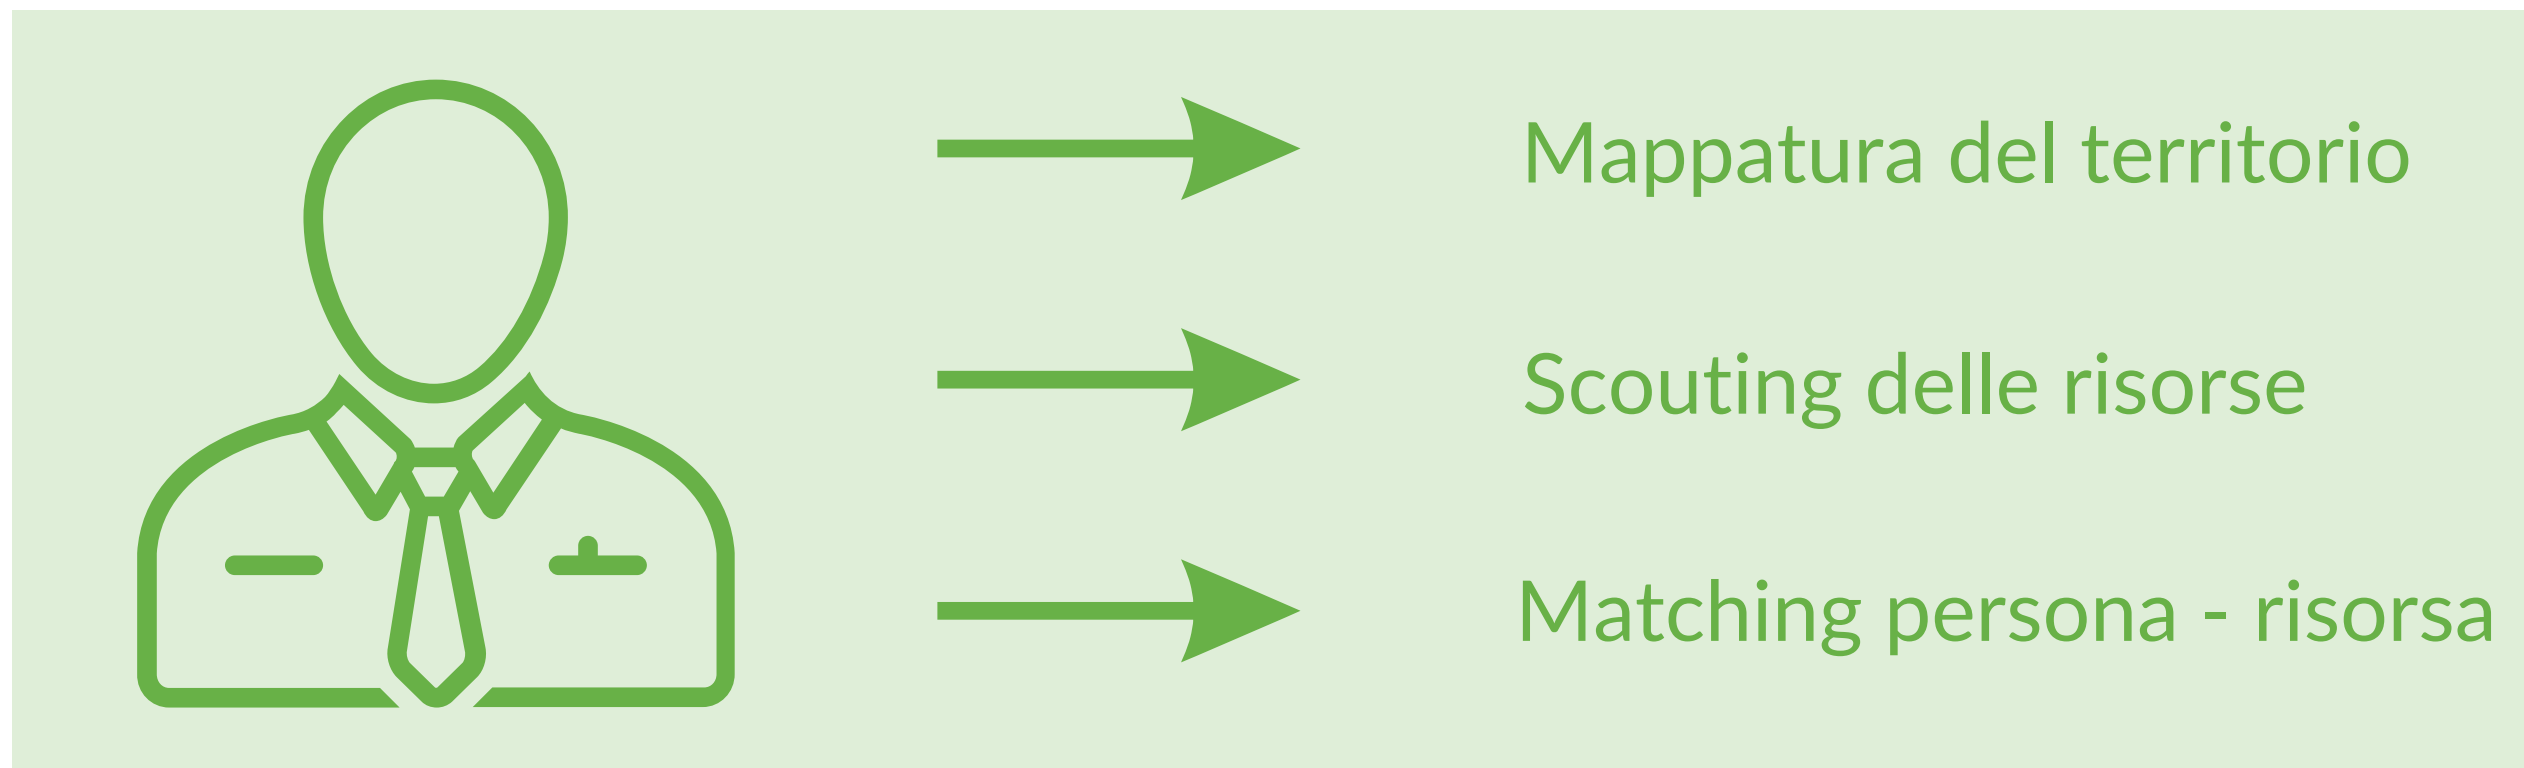 Mappatura del territorio
Scouting delle risorse
Matching persona - risorsa